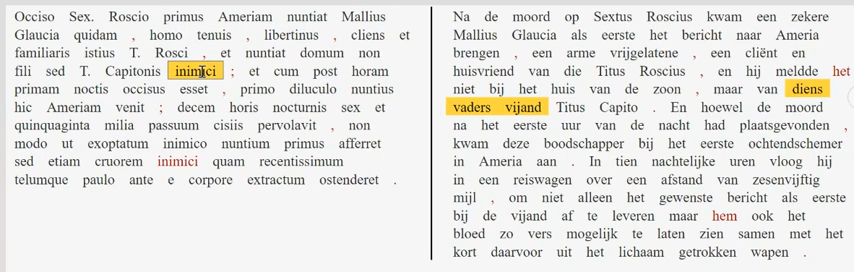 Occiso Sex. Roscio primus Ameriam nuntiat Mallius
Glaucia quidam , homo tenuis , libertinus , cliens et
familiaris istius T. Rosci , et nuntiat domum non
fili sed T. Capitonis inimici ; et cum post horam
primam noctis occisus esset , primo diluculo nuntius
hic Ameriam venit ; decem horis nocturnis sex et
quinquaginta milia passuum cisiis pervolavit , non
modo ut exoptatum inimico nuntium primus afferret
sed etiam cruorem inimici quam recentissimum
telumque paulo ante e corpore extractum ostenderet .
Na de moord op Sextus Roscius kwam een zekere
Mallius Glaucia als eerste het bericht naar Ameria
brengen , een arme vrijgelatene , een cliënt en
huisvriend van die Titus Roscius , en hij meldde het
niet bij het huis van de zoon , maar van diens
vaders vijand Titus Capito . En hoewel de moord
na het eerste uur van de nacht had plaatsgevonden ,
kwam deze boodschapper bij het eerste ochtendschemer
in Ameria aan . In tien nachtelijke uren vloog hij
in een reiswagen over een afstand van zesenvijftig
mijl , om niet alleen het gewenste bericht als eerste
bij de vijand af te leveren maar hem ook het
bloed zo vers mogelijk te laten zien samen met het
kort daarvoor uit het lichaam getrokken wapen .